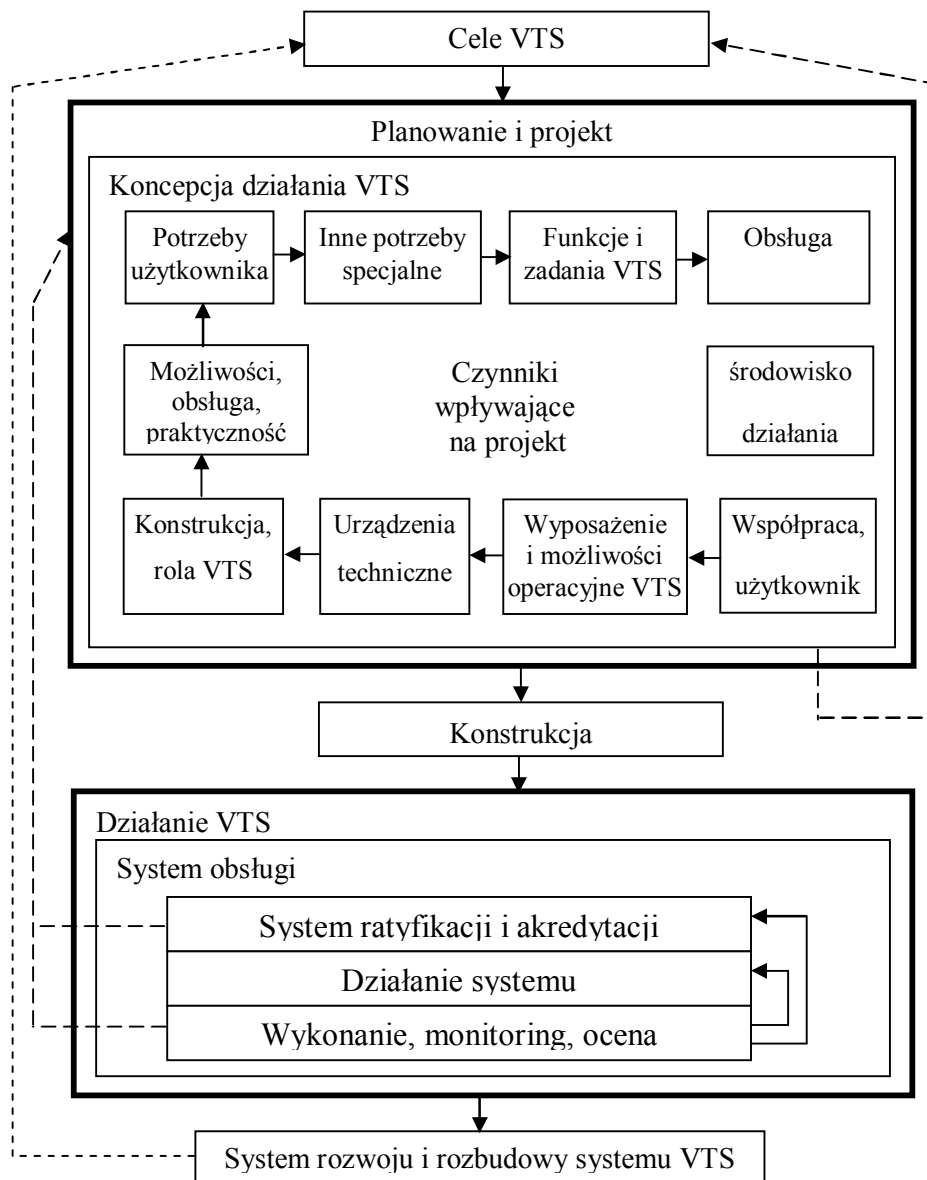 Cele VTS
Planowanie i projekt
Koncepcja działania VTS
Potrzeby
użytkownika
Inne potrzeby
specjalne
Funkcje i
zadania VTS
Obsługa
Możliwości,
obsługa,
praktyczność
Czynniki
wpływające
na projekt
środowisko
działania
Konstrukcja,
rola VTS
Urządzenia
techniczne
Wyposażenie
i możliwości
operacyjne VTS
Współpraca,
użytkownik
Konstrukcja
Działanie VTS
System obsługi
System ratyfikacji i akredytacji
Działanie systemu
Wykonanie, monitoring, ocena
System rozwoju i rozbudowy systemu VTS